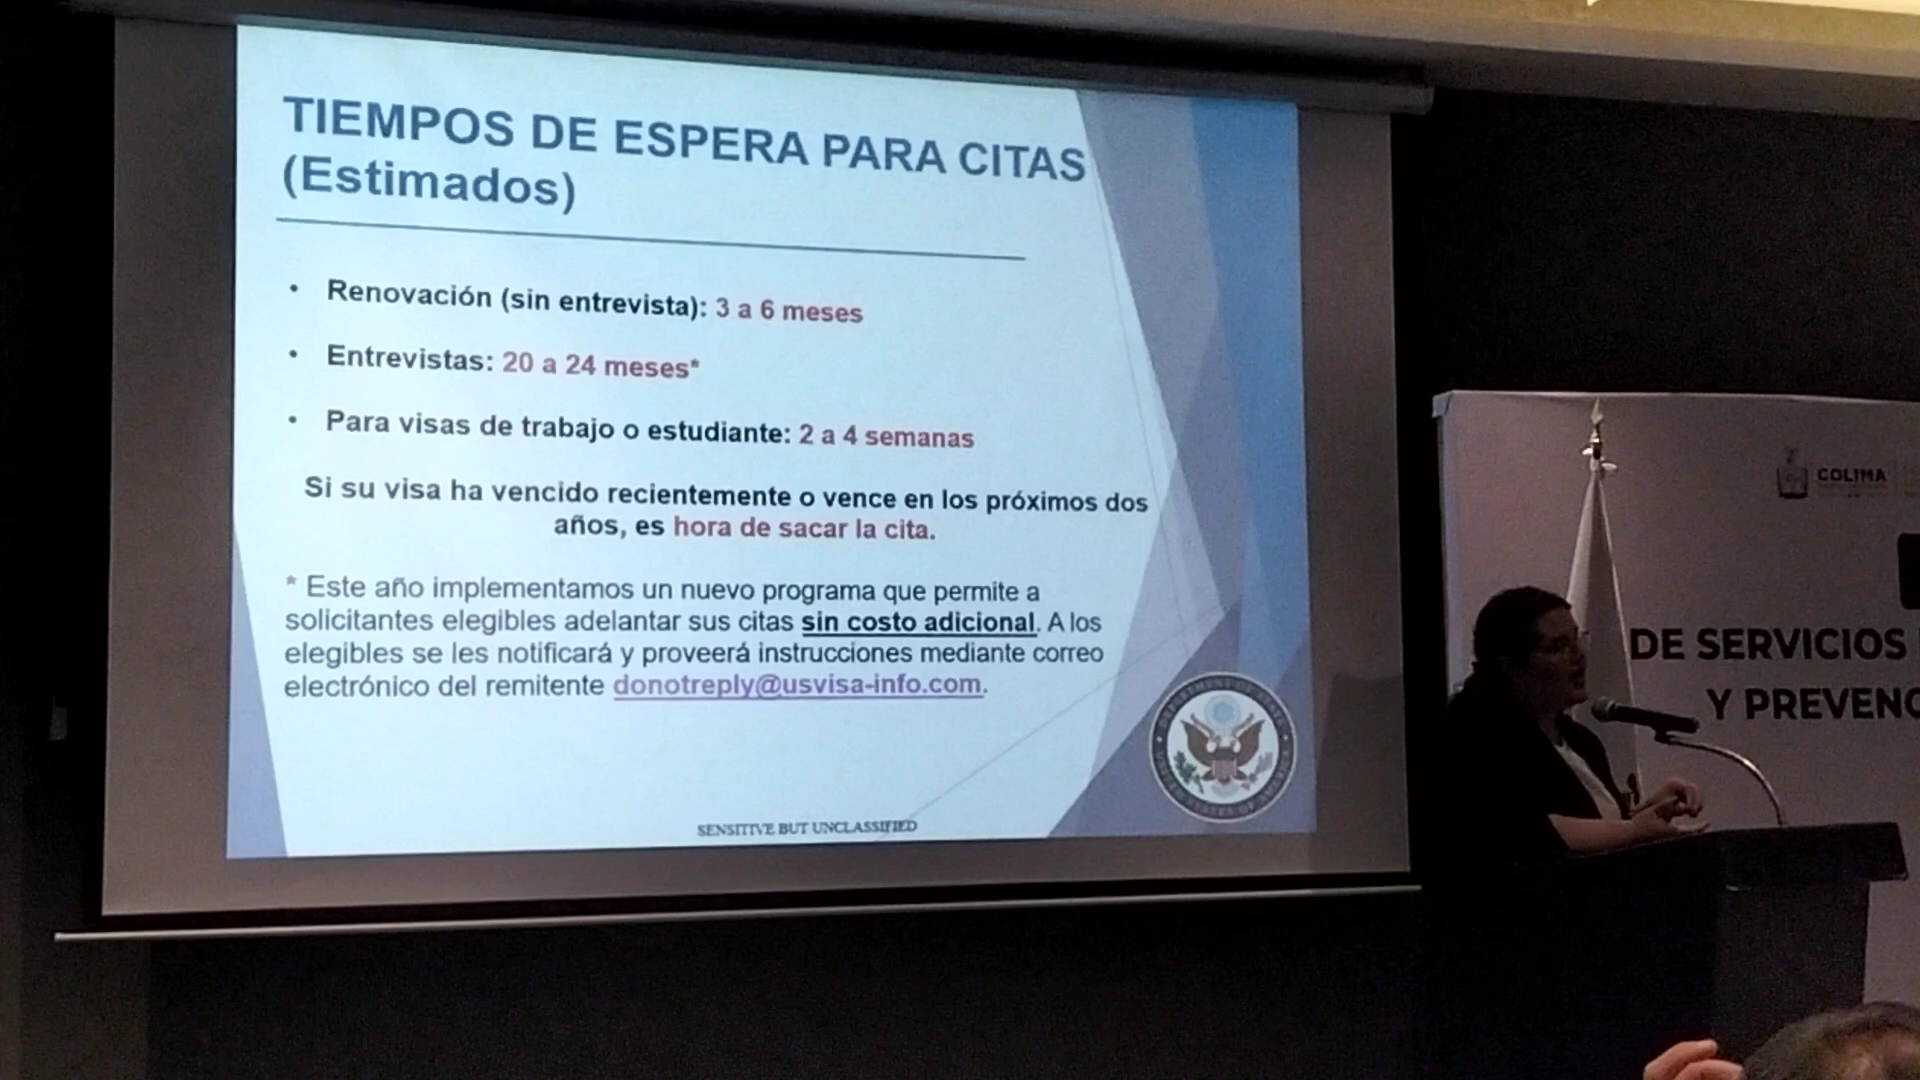 TIEMPOS DE ESPERA PARA CITAS
(Estimados)
• Renovación (sin entrevista): 3 a 6 meses
• Entrevistas: 20 a 24 meses*
• Para visas de trabajo o estudiante: 2 a 4 semanas
Si su visa ha vencido recientemente o vence en los próximos dos
años, es hora de sacar la cita.
* Este año implementamos un nuevo programa que permite a
solicitantes elegibles adelantar sus citas sin costo adicional. A los
elegibles se les notificará y proveerá instrucciones mediante correo
electrónico del remitente donotreply@usvisa-info.com.
SENSITIVE BUT UNCLASSIFIED
COLIMA
DE SERVICIOS
Y PREVENC